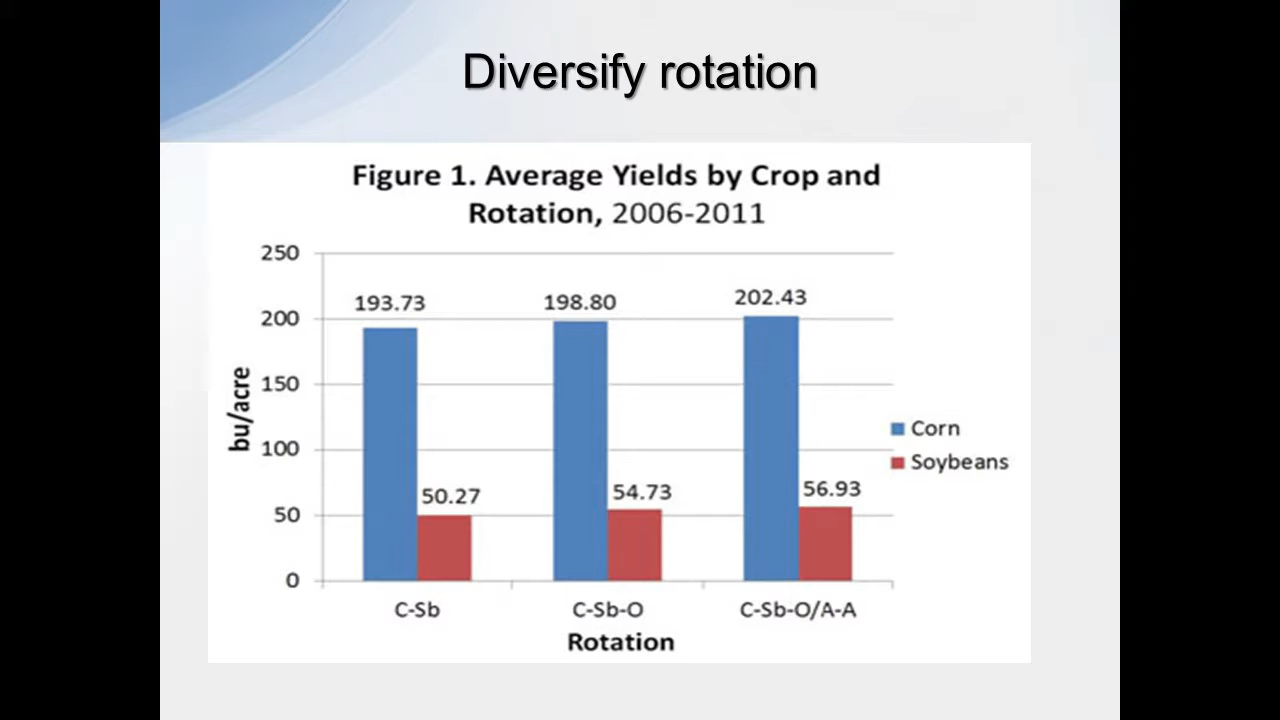 Diversify rotation
Figure 1. Average Yields by Crop and
Rotation, 2006-2011
250
200
150
100
50
0
bu/acre
193.73
50.27
198.80
54.73
202.43
56.93
Corn
Soybeans
C-Sb
C-Sb-O
C-Sb-O/A-A
Rotation